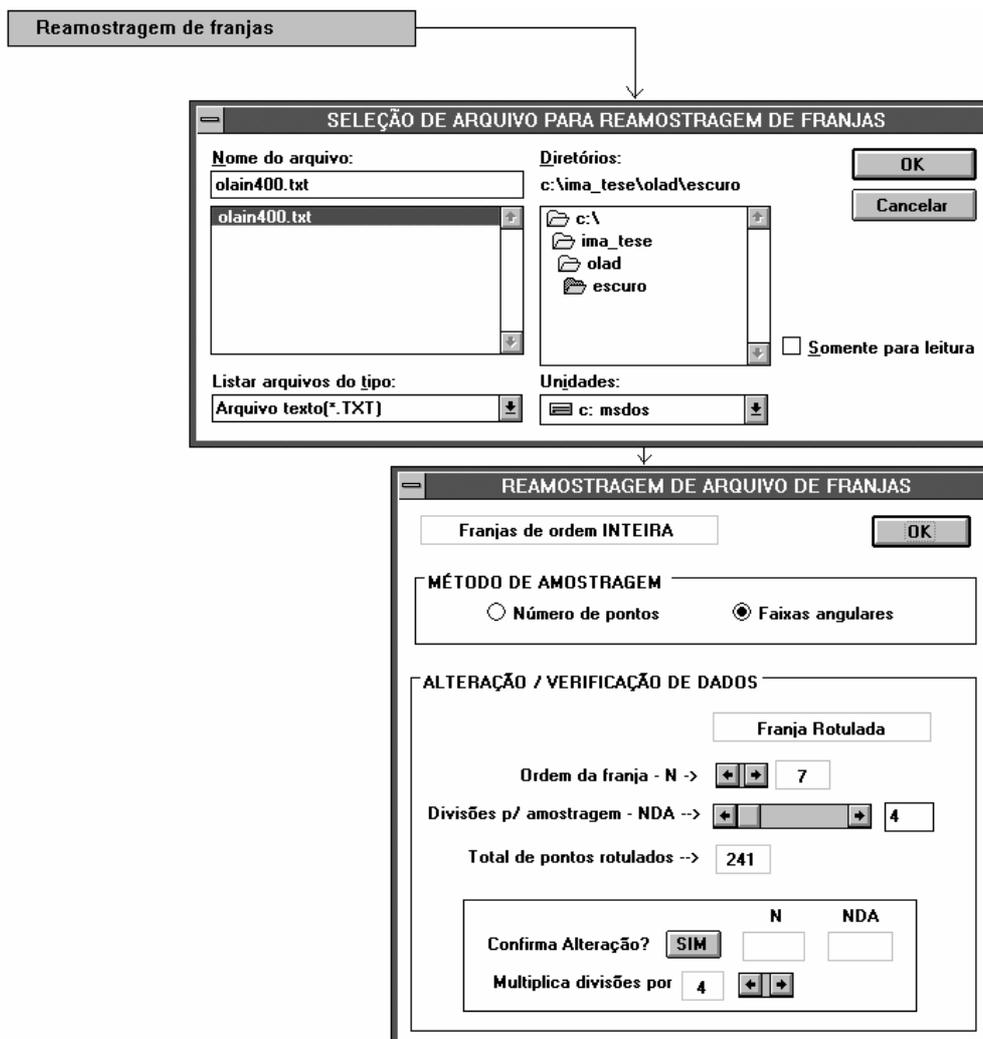 Reamostragem de franjas
SELEÇÃO DE ARQUIVO PARA REAMOSTRAGEM DE FRANJAS
Nome do arquivo:
olain400.txt
olain400.txt
Listar arquivos do tipo:
Arquivo texto(*.TXT)
Diretórios:
c:\ima_tese\olad\escuro
c:\
ima_tese
olad
escuro
Unidades:
c: msdos
OK
Cancelar
Somente para leitura
REAMOSTRAGEM DE ARQUIVO DE FRANJAS
Franjas de ordem INTEIRA
OK
MÉTODO DE AMOSTRAGEM
Número de pontos
Faixas angulares
ALTERAÇÃO / VERIFICAÇÃO DE DADOS
Franja Rotulada
Ordem da franja - N -> 7
Divisões p/ amostragem - NDA --> 4
Total de pontos rotulados --> 241
N NDA
Confirma Alteração? SIM
Multiplica divisões por 4